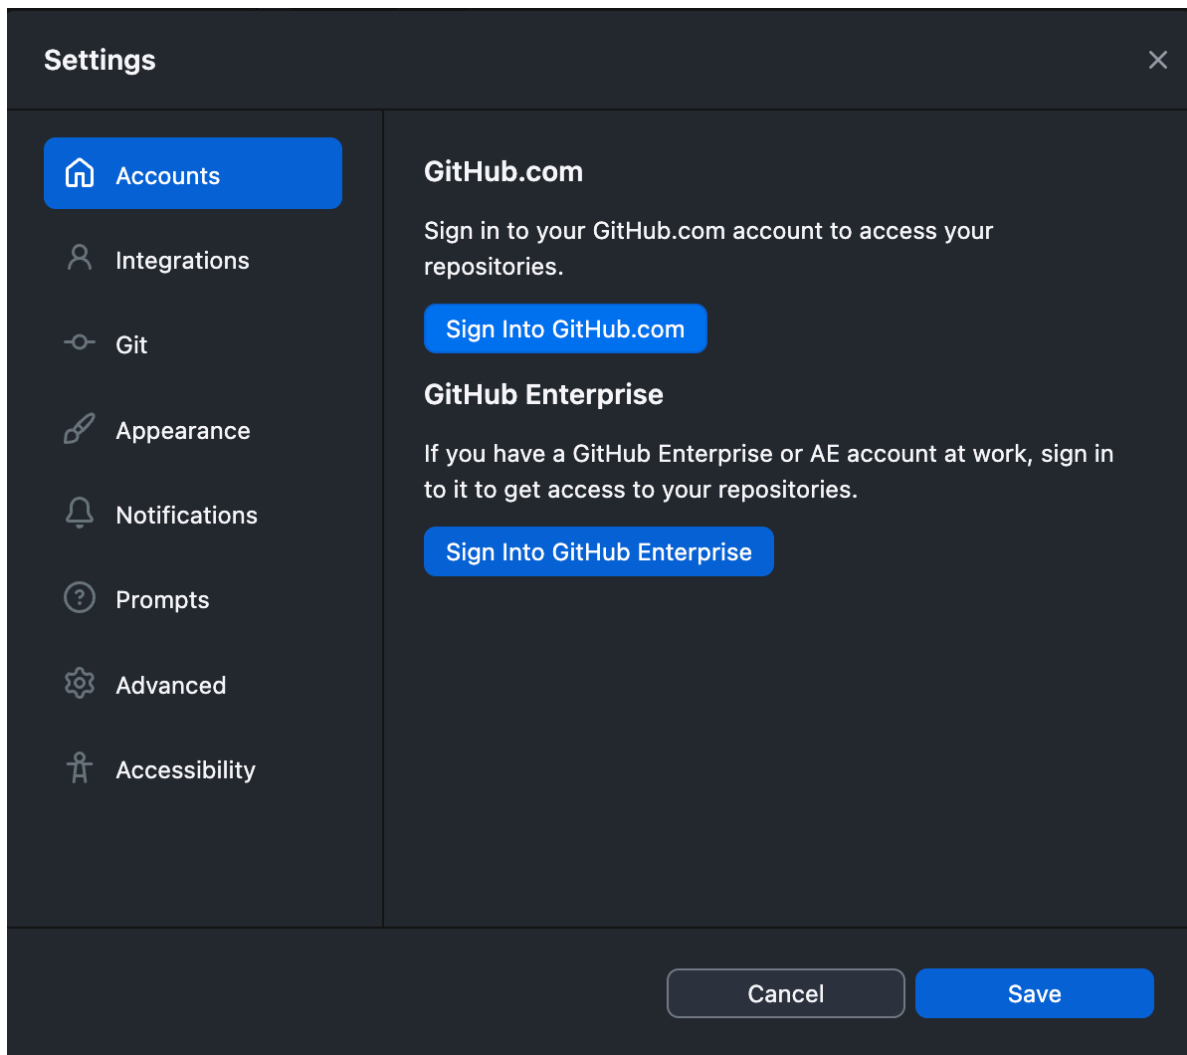 Settings
Accounts
Integrations
Git
Appearance
Notifications
Prompts
Advanced
Accessibility
GitHub.com
Sign in to your GitHub.com account to access your
repositories.
Sign Into GitHub.com
GitHub Enterprise
If you have a GitHub Enterprise or AE account at work, sign in
to it to get access to your repositories.
Sign Into GitHub Enterprise
Cancel
Save